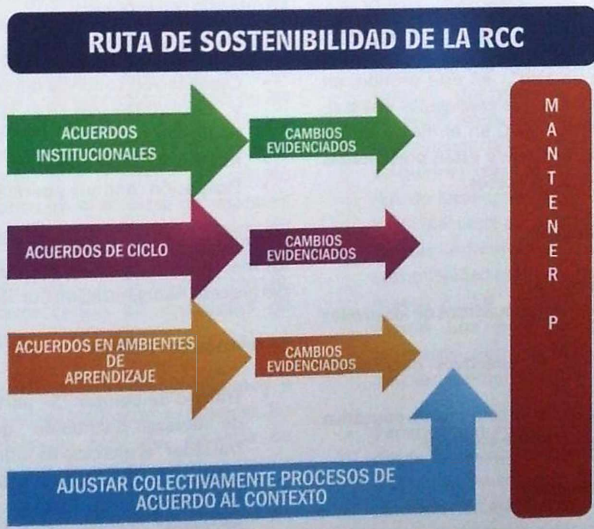 RUTA DE SOSTENIBILIDAD DE LA RCC
ACUERDOS
INSTITUCIONALES
CAMBIOS
EVIDENCIADOS
ACUERDOS DE CICLO
CAMBIOS
EVIDENCIADOS
ACUERDOS EN AMBIENTES
DE
APRENDIZAJE
CAMBIOS
EVIDENCIADOS
AJUSTAR COLECTIVAMENTE PROCESOS DE
ACUERDO AL CONTEXTO
MANTENER P